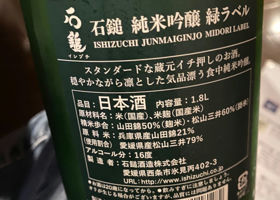 石鎚
イシヅチ
石鎚 純米吟醸 緑ラベル
ISHIZUCHI JUNMAIGINJO MIDORI LABEL
スタンダードな蔵元イチ押しのお酒。
穏やかながら凛とした気品漂う食中純米吟醸。
日本酒 内容量:1.8L
原材料名:米(国産)、米麹(国産米)
精米歩合:山田錦50%(麹米)・松山三井60%(掛米)
原料米:兵庫県産山田錦21%
愛媛県産松山三井79%
アルコール分:16度
製造者:石鎚酒造株式会社
愛媛県西条市氷見丙402-3
http://www.ishizuchi.co.jp